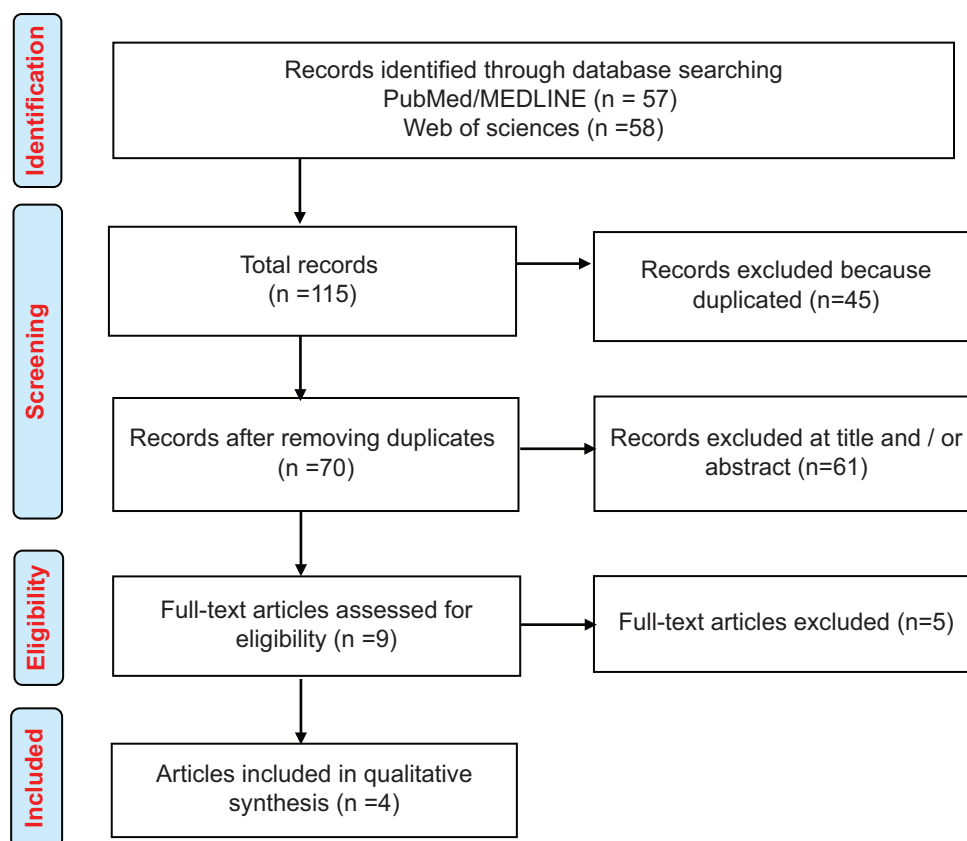 Identification
Records identified through database searching
PubMed/MEDLINE (n = 57)
Web of sciences (n =58)
Screening
Total records
(n =115)
Records excluded because
duplicated (n=45)
Records after removing duplicates
(n =70)
Records excluded at title and / or
abstract (n=61)
Eligibility
Full-text articles assessed for
eligibility (n =9)
Full-text articles excluded (n=5)
Included
Articles included in qualitative
synthesis (n =4)